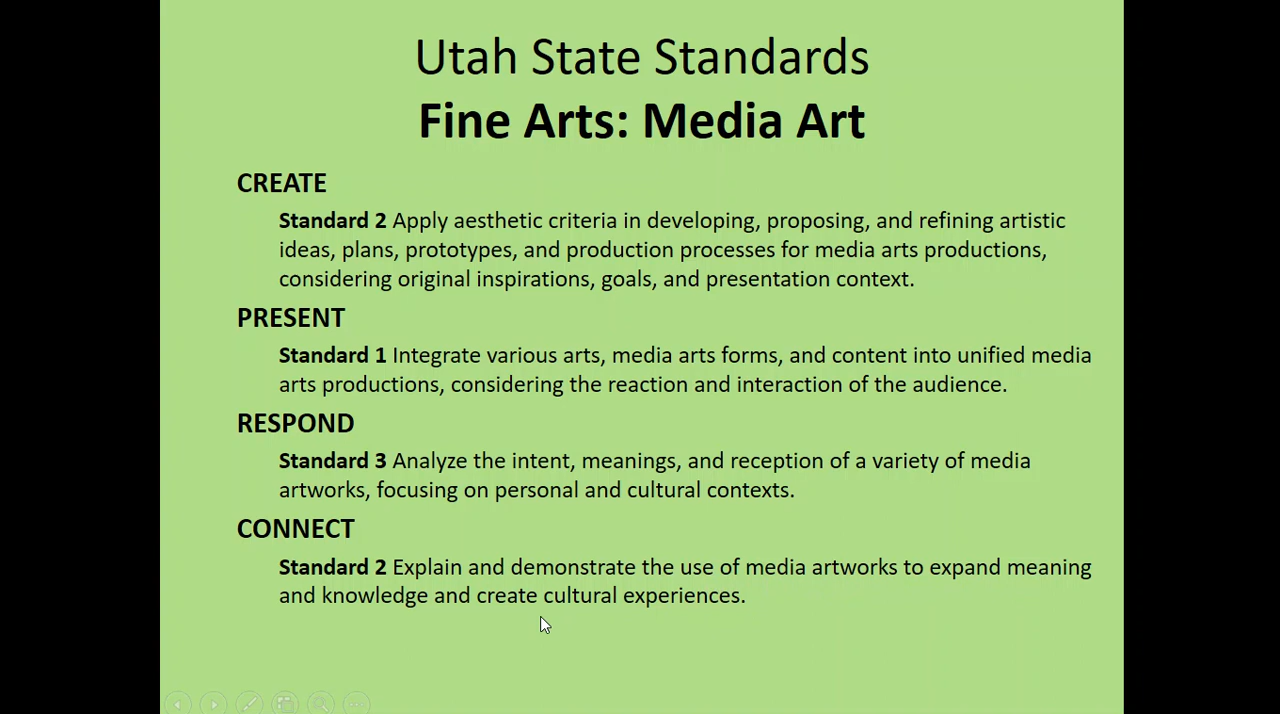 Utah State Standards
Fine Arts: Media Art
CREATE
Standard 2 Apply aesthetic criteria in developing, proposing, and refining artistic
ideas, plans, prototypes, and production processes for media arts productions,
considering original inspirations, goals, and presentation context.
PRESENT
Standard 1 Integrate various arts, media arts forms, and content into unified media
arts productions, considering the reaction and interaction of the audience.
RESPOND
Standard 3 Analyze the intent, meanings, and reception of a variety of media
artworks, focusing on personal and cultural contexts.
CONNECT
Standard 2 Explain and demonstrate the use of media artworks to expand meaning
and knowledge and create cultural experiences.